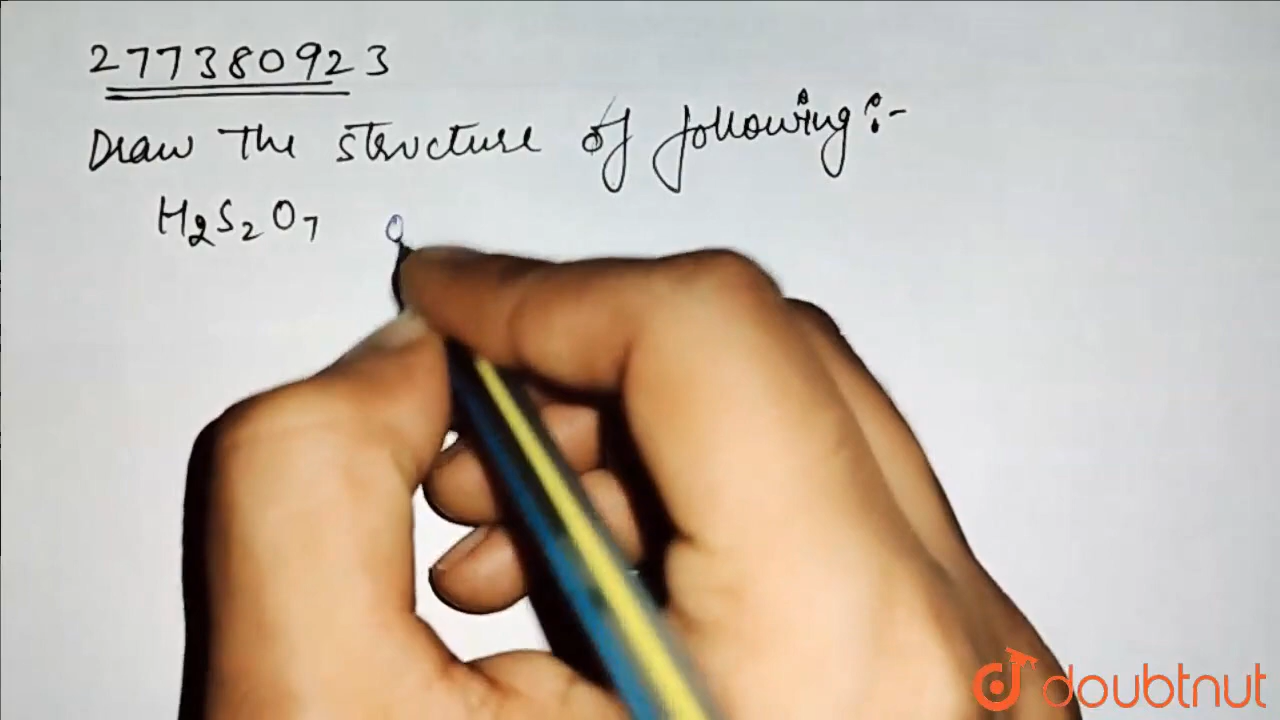 277380923
Draw the structure of following :-
H2S2O7 O
doubtnut